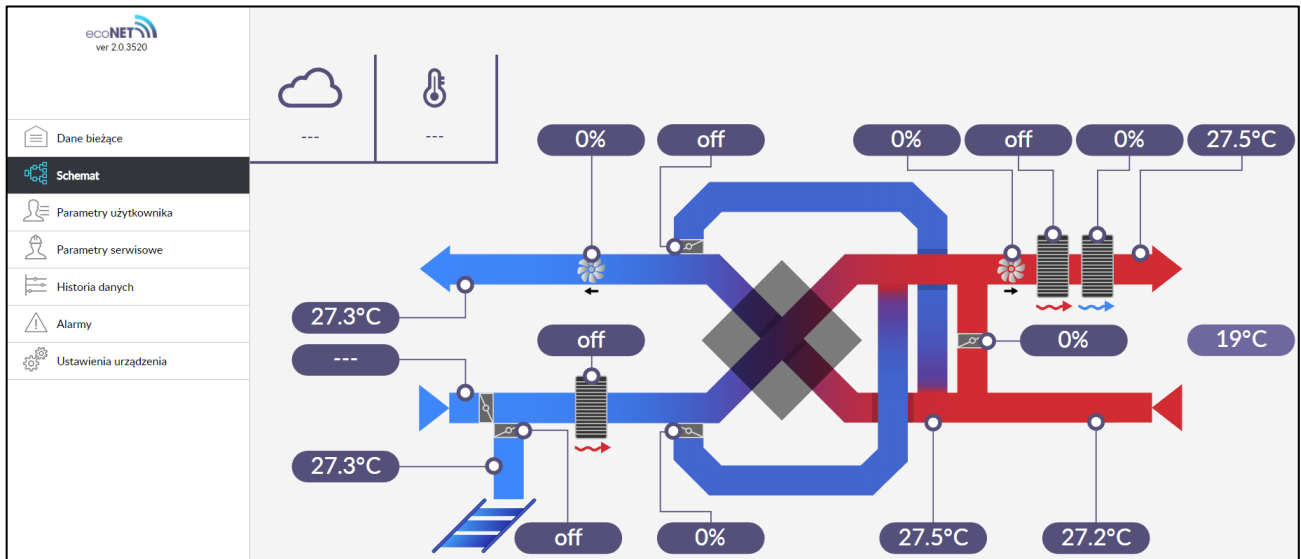 ecoNET
ver 2.0.3520
Dane bieżące
Schemat
Parametry użytkownika
Parametry serwisowe
Historia danych
Alarmy
Ustawienia urządzenia
--- ---
0% off 0% off 0% 27.5°C
27.3°C
--- off 0% 19°C
27.3°C
off 0% 27.5°C 27.2°C